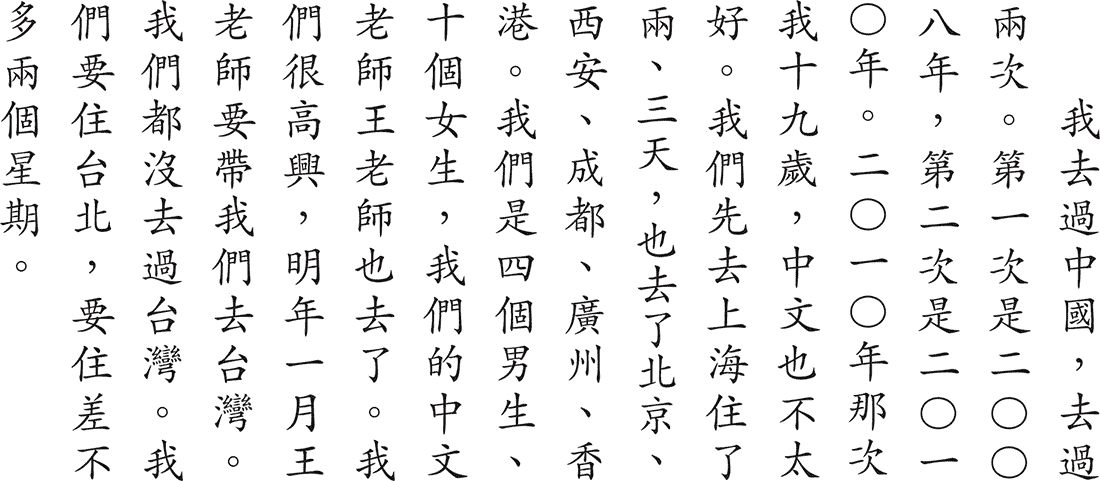 我去過中國，去過
兩次。第一次是二〇〇
八年，第二次是二〇一
〇年。二〇一〇年那次
我十九歲，中文也不太
好。我們先去上海住了
兩、三天，也去了北京、
西安、成都、廣州、香
港。我們是四個男生、
十個女生，我們的中文
老師王老師也去了。我
們很高興，明年一月王
老師要帶我們去台灣。
我們都沒去過台灣。我
們要住台北，要住差不
多兩個星期。